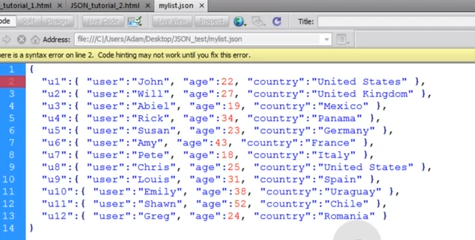 _tutorial_1.html JSON_tutorial_2.html mylist.json
Code Title:
Address: file:///C|/Users/Adam/Desktop/JSON_test/mylist.json
here is a syntax error on line 2. Code hinting may not work until you fix this error.
1 {
2 "u1":{ "user":"John", "age":22, "country":"United States" },
3 "u2":{ "user":"Will", "age":27, "country":"United Kingdom" },
4 "u3":{ "user":"Abiel", "age":19, "country":"Mexico" },
5 "u4":{ "user":"Rick", "age":34, "country":"Panama" },
6 "u5":{ "user":"Susan", "age":23, "country":"Germany" },
7 "u6":{ "user":"Amy", "age":43, "country":"France" },
8 "u7":{ "user":"Pete", "age":18, "country":"Italy" },
9 "u8":{ "user":"Chris", "age":25, "country":"United States" },
10 "u9":{ "user":"Louis", "age":31, "country":"Spain" },
11 "u10":{ "user":"Emily", "age":38, "country":"Uraguay" },
12 "u11":{ "user":"Shawn", "age":52, "country":"Chile" },
13 "u12":{ "user":"Greg", "age":24, "country":"Romania" }
14 }